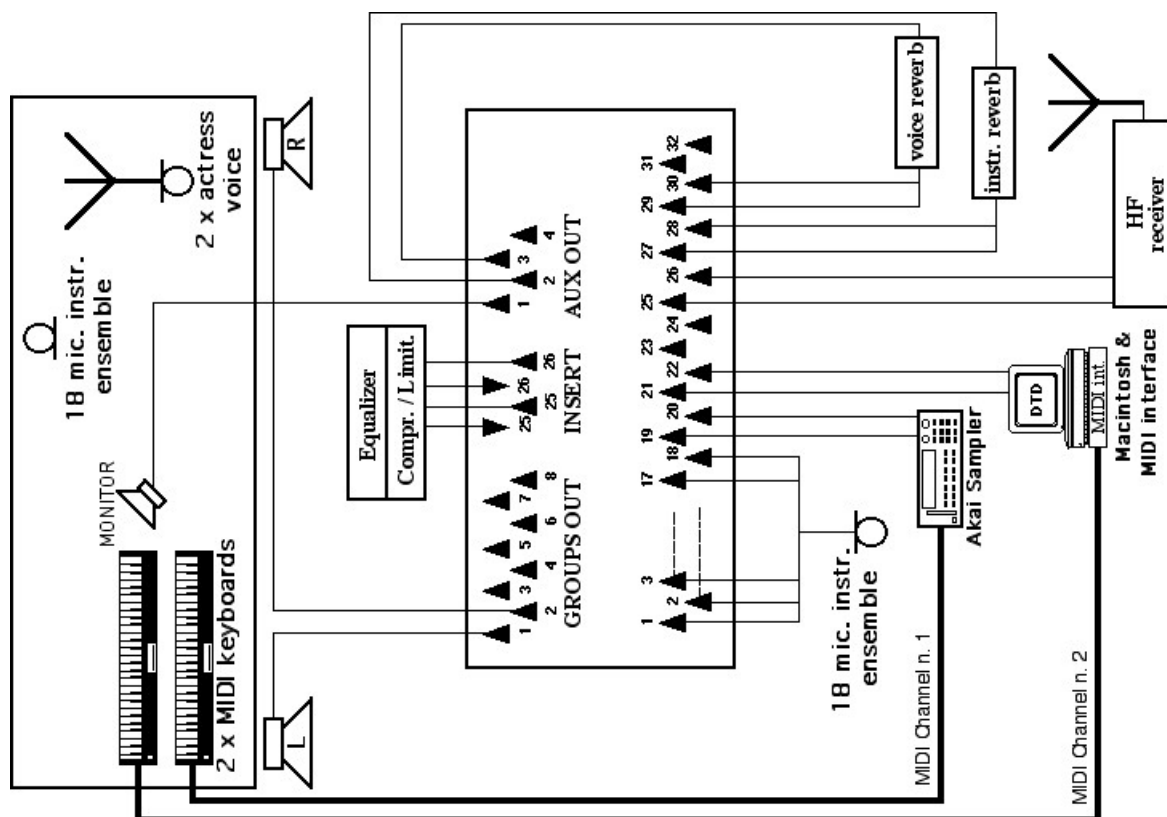 MONITOR
2 x MIDI keyboards
18 mic. instr.
ensemble
2 x actress
voice
L
R
Equalizer
Compr. / Limit.
1 2 3 4 5 6 7 8
GROUPS OUT
25 25 26 26
INSERT
1 2 3 4
AUX OUT
1 2 3 17 18 19 20 21 22 23 24 25 26 27 28 29 30 31 32
18 mic. instr.
ensemble
voice reverb
instr. reverb
MIDI Channel n. 1
Akai Sampler
DTD
MIDI int.
Macintosh &
MIDI interface
MIDI Channel n. 2
HF
receiver